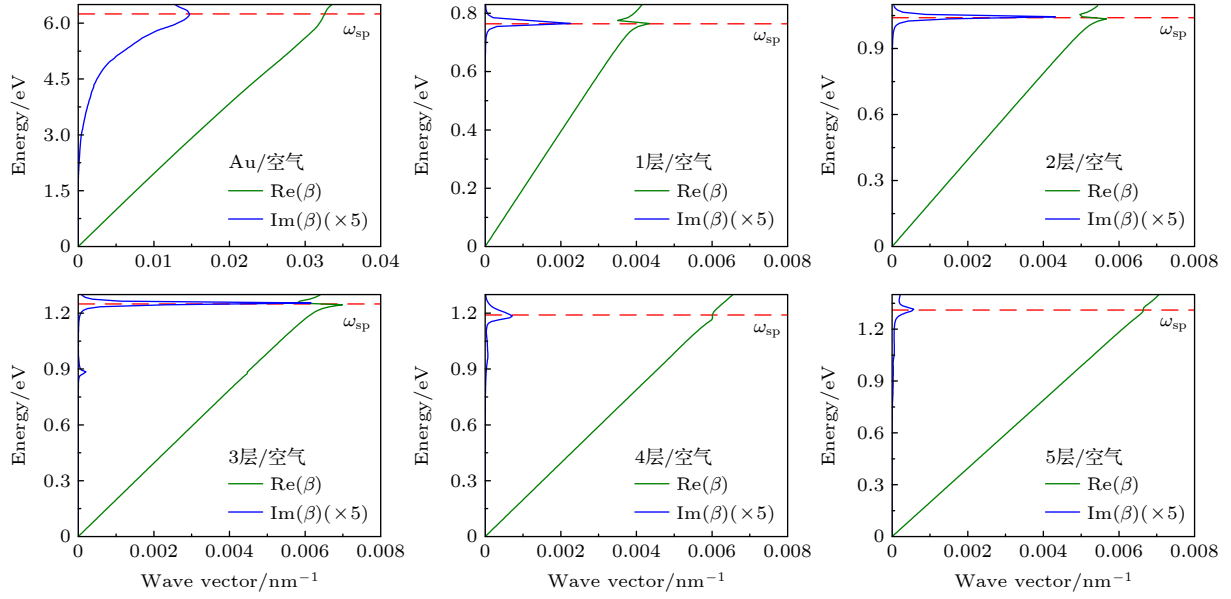 6.0
4.5
3.0
1.5
0
0
0.01
0.02
0.03
0.04
Energy/eV
ω_sp
Au/空气
Re(β)
Im(β)(×5)
0.8
0.6
0.4
0.2
0
0
0.002
0.004
0.006
0.008
Energy/eV
ω_sp
1层/空气
Re(β)
Im(β)(×5)
0.9
0.6
0.3
0
0
0.002
0.004
0.006
0.008
Energy/eV
ω_sp
2层/空气
Re(β)
Im(β)(×5)
1.2
0.9
0.6
0.3
0
0
0.002
0.004
0.006
0.008
Energy/eV
ω_sp
3层/空气
Re(β)
Im(β)(×5)
Wave vector/nm⁻¹
1.2
0.9
0.6
0.3
0
0
0.002
0.004
0.006
0.008
Energy/eV
ω_sp
4层/空气
Re(β)
Im(β)(×5)
Wave vector/nm⁻¹
1.2
0.9
0.6
0.3
0
0
0.002
0.004
0.006
0.008
Energy/eV
ω_sp
5层/空气
Re(β)
Im(β)(×5)
Wave vector/nm⁻¹